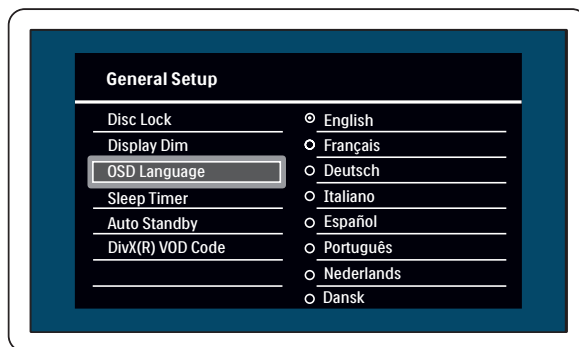 General Setup
Disc Lock
Display Dim
OSD Language
Sleep Timer
Auto Standby
DivX(R) VOD Code
English
Français
Deutsch
Italiano
Español
Português
Nederlands
Dansk